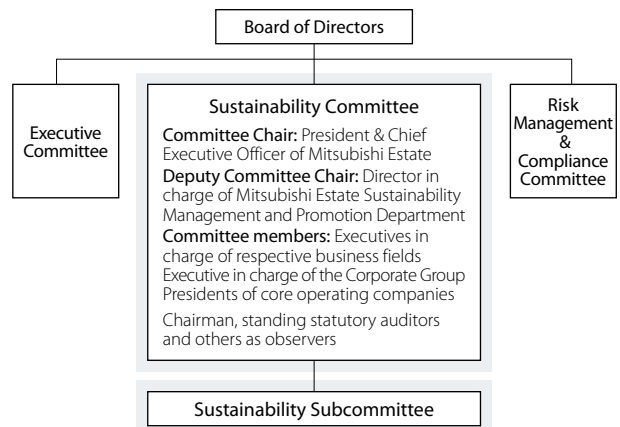 Board of Directors
Executive
Committee
Sustainability Committee
Committee Chair: President & Chief
Executive Officer of Mitsubishi Estate
Deputy Committee Chair: Director in
charge of Mitsubishi Estate Sustainability
Management and Promotion Department
Committee members: Executives in
charge of respective business fields
Executive in charge of the Corporate Group
Presidents of core operating companies
Chairman, standing statutory auditors
and others as observers
Risk
Management
&
Compliance
Committee
Sustainability Subcommittee